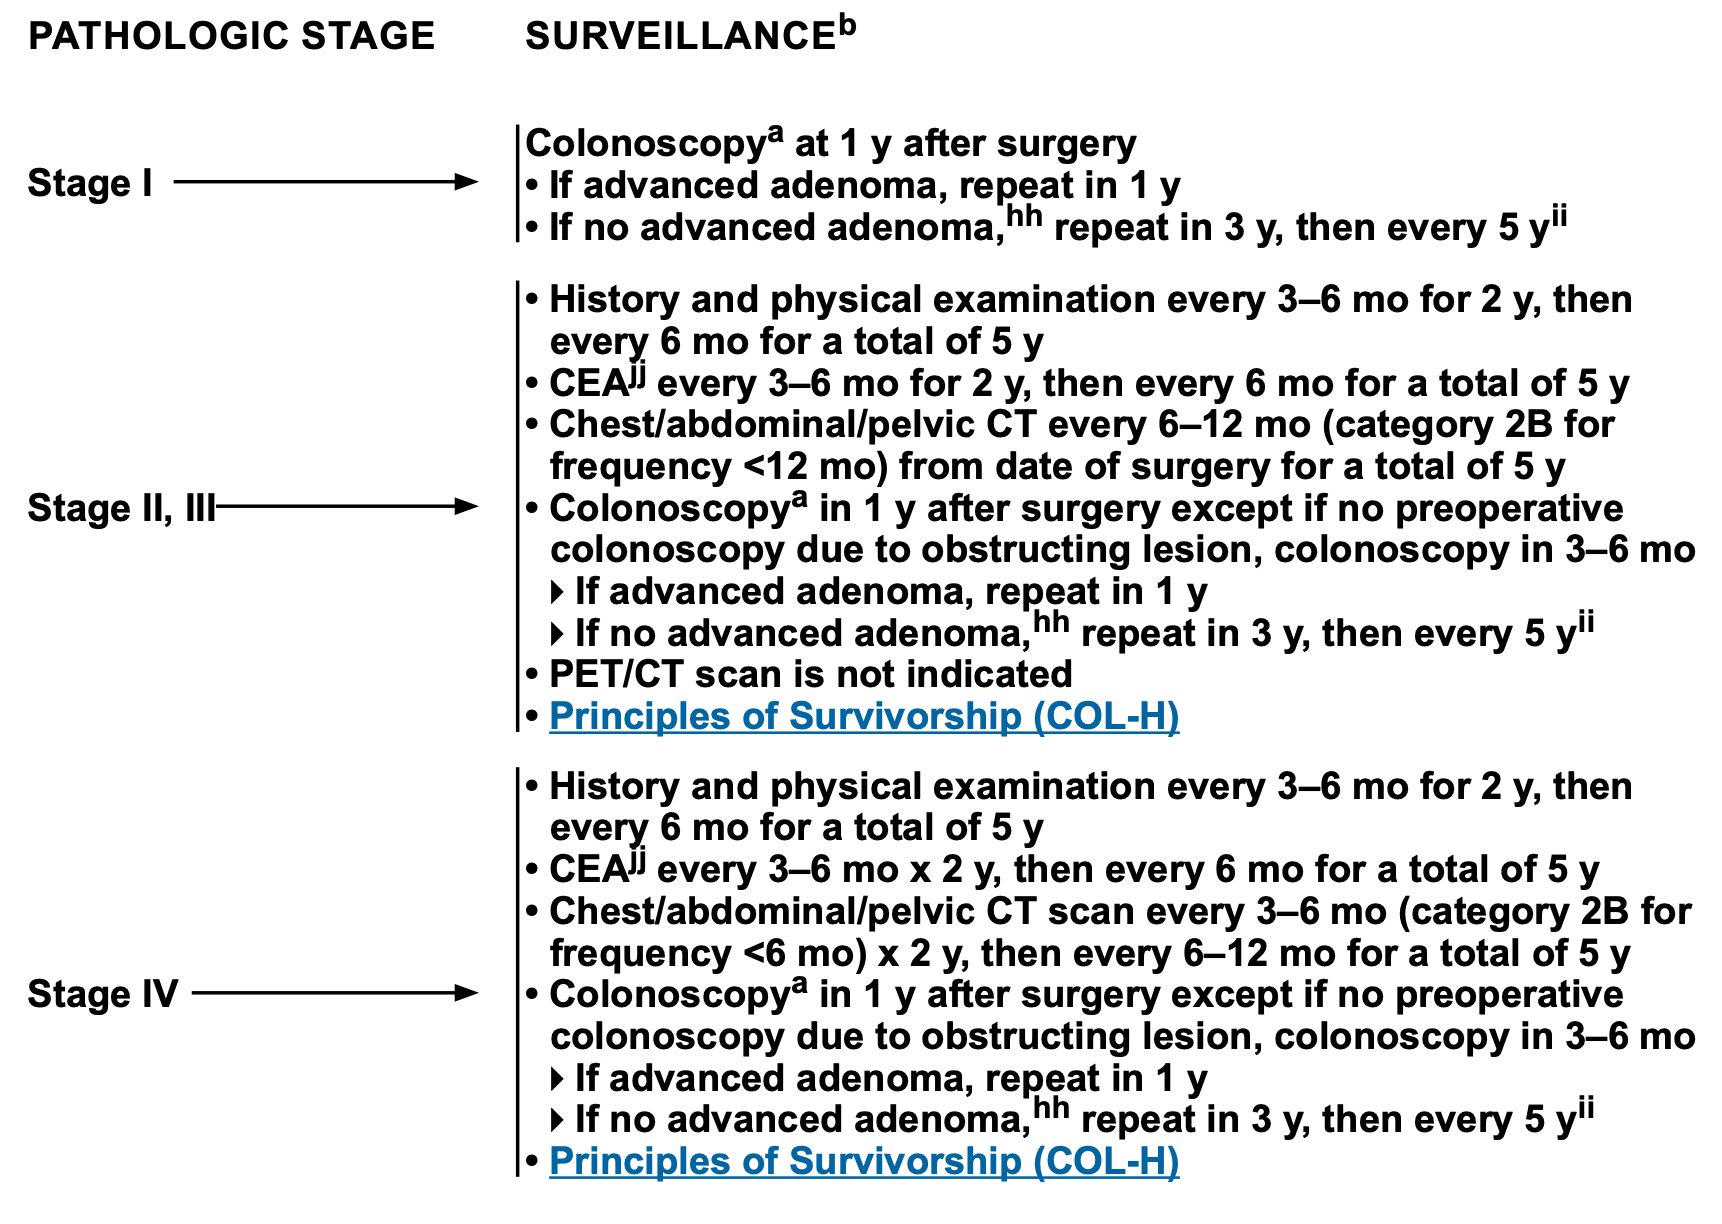 PATHOLOGIC STAGE
SURVEILLANCEb
Stage I
Colonoscopya at 1 y after surgery
• If advanced adenoma, repeat in 1 y
• If no advanced adenoma,hh repeat in 3 y, then every 5 yii
Stage II, III
• History and physical examination every 3–6 mo for 2 y, then
every 6 mo for a total of 5 y
• CEAjj every 3–6 mo for 2 y, then every 6 mo for a total of 5 y
• Chest/abdominal/pelvic CT every 6–12 mo (category 2B for
frequency <12 mo) from date of surgery for a total of 5 y
• Colonoscopya in 1 y after surgery except if no preoperative
colonoscopy due to obstructing lesion, colonoscopy in 3–6 mo
▸ If advanced adenoma, repeat in 1 y
▸ If no advanced adenoma,hh repeat in 3 y, then every 5 yii
• PET/CT scan is not indicated
• Principles of Survivorship (COL-H)
Stage IV
• History and physical examination every 3–6 mo for 2 y, then
every 6 mo for a total of 5 y
• CEAjj every 3–6 mo x 2 y, then every 6 mo for a total of 5 y
• Chest/abdominal/pelvic CT scan every 3–6 mo (category 2B for
frequency <6 mo) x 2 y, then every 6–12 mo for a total of 5 y
• Colonoscopya in 1 y after surgery except if no preoperative
colonoscopy due to obstructing lesion, colonoscopy in 3–6 mo
▸ If advanced adenoma, repeat in 1 y
▸ If no advanced adenoma,hh repeat in 3 y, then every 5 yii
• Principles of Survivorship (COL-H)